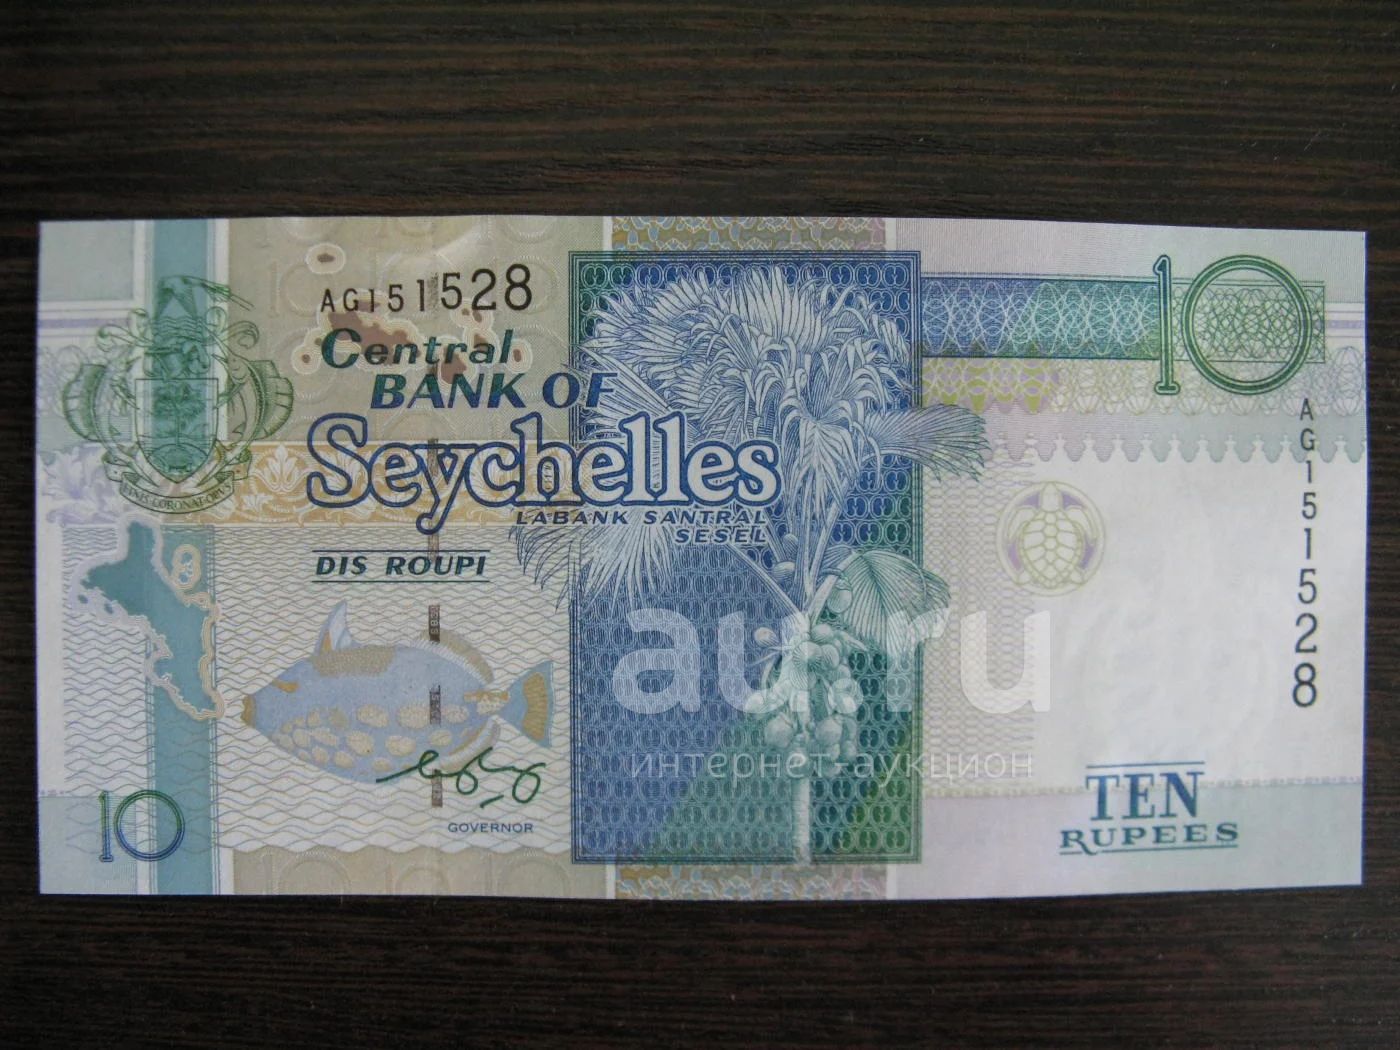 AG151528
Central
BANK OF
Seychelles
LABANK SANTRAL
SESEL
DIS ROUPI
GOVERNOR
10
10
AG151528
TEN
RUPEES
au.ru
интернет-аукцион